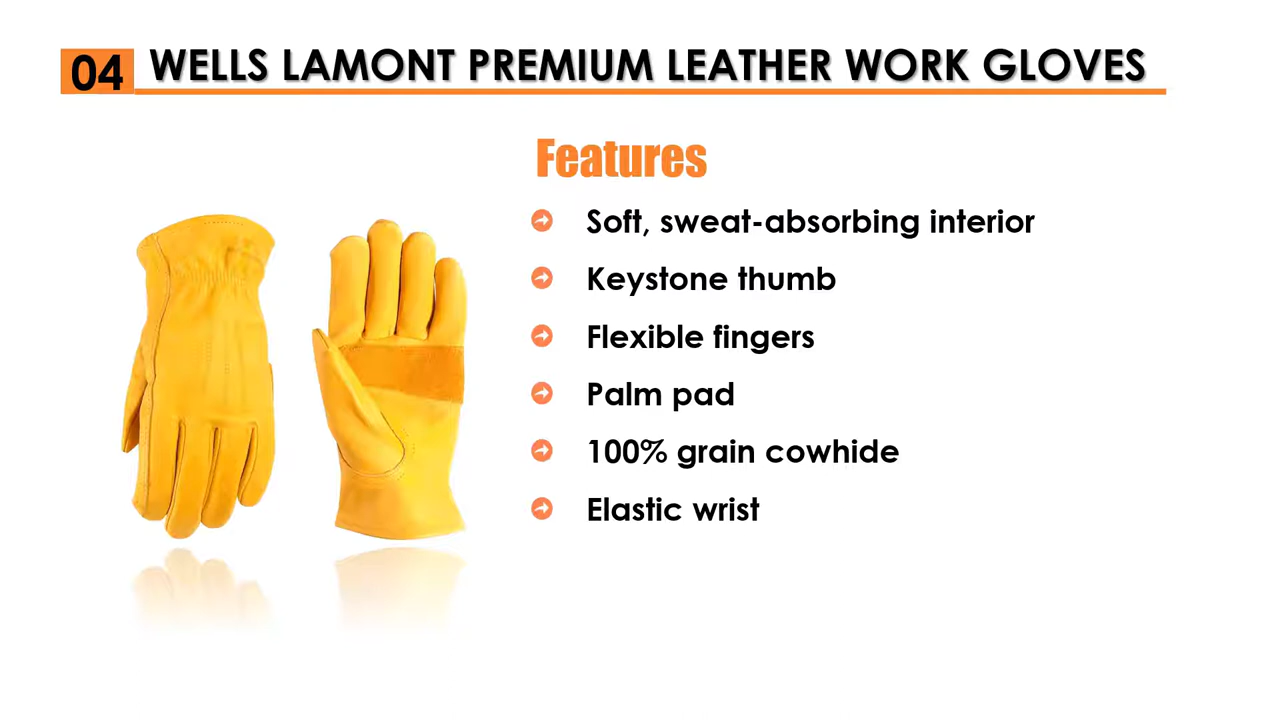 04 WELLS LAMONT PREMIUM LEATHER WORK GLOVES
Features
Soft, sweat-absorbing interior
Keystone thumb
Flexible fingers
Palm pad
100% grain cowhide
Elastic wrist